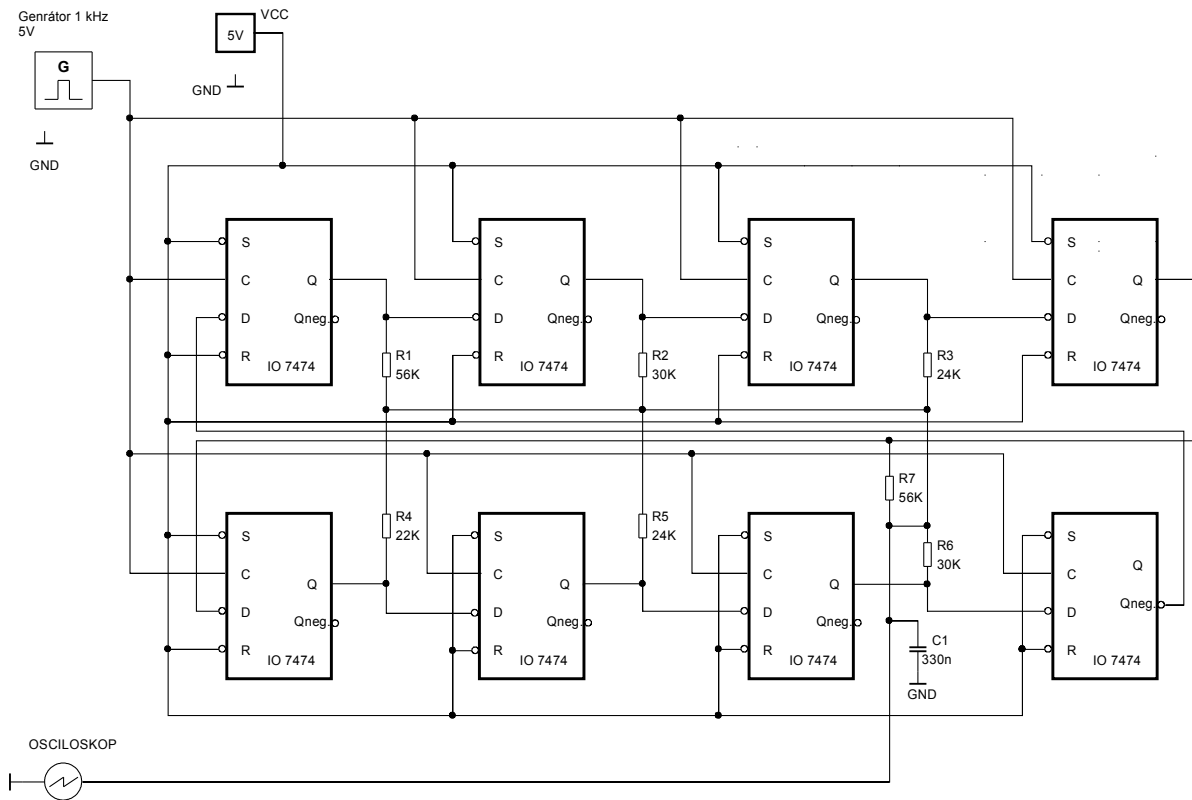 Genrátor 1 kHz
5V
VCC
5V
G
GND
GND
S
C Q
D
Qneg.
R
IO 7474
S
C Q
D
Qneg.
R
IO 7474
S
C Q
D
Qneg.
R
IO 7474
S
C Q
D
Qneg.
R
IO 7474
R1
56K
R2
30K
R3
24K
R4
22K
R5
24K
R7
56K
R6
30K
S
C
Q
D
Qneg.
R
IO 7474
S
C
Q
D
Qneg.
R
IO 7474
S
C
Q
D
Qneg.
R
IO 7474
C1
330n
GND
S
Q
C
Qneg.
D
R
IO 7474
OSCILOSKOP